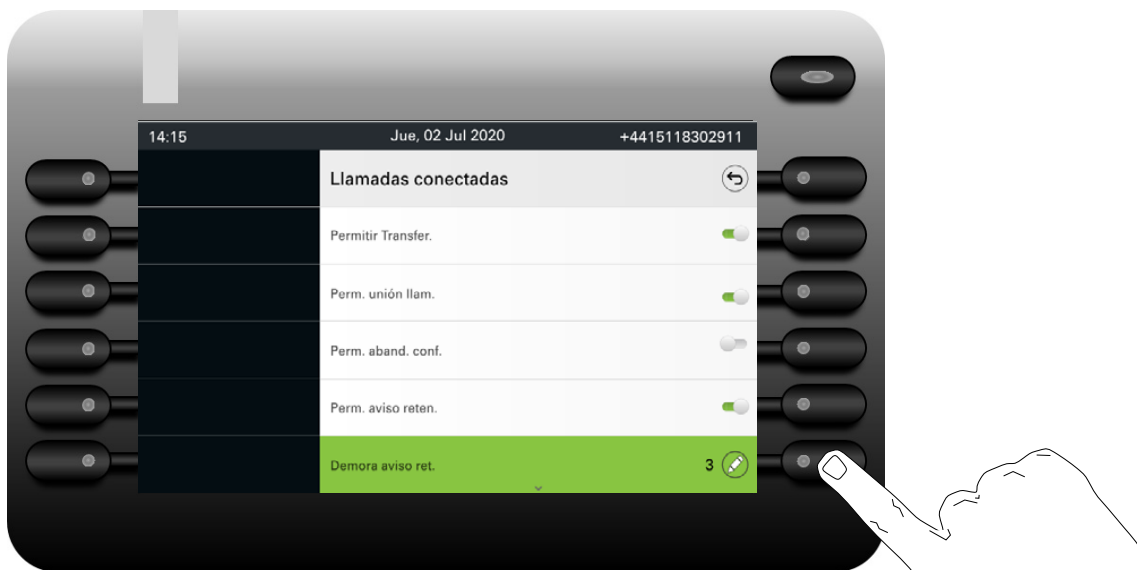 14:15 Jue, 02 Jul 2020 +4415118302911
Llamadas conectadas
Permitir Transfer.
Perm. unión llam.
Perm. aband. conf.
Perm. aviso reten.
Demora aviso ret. 3